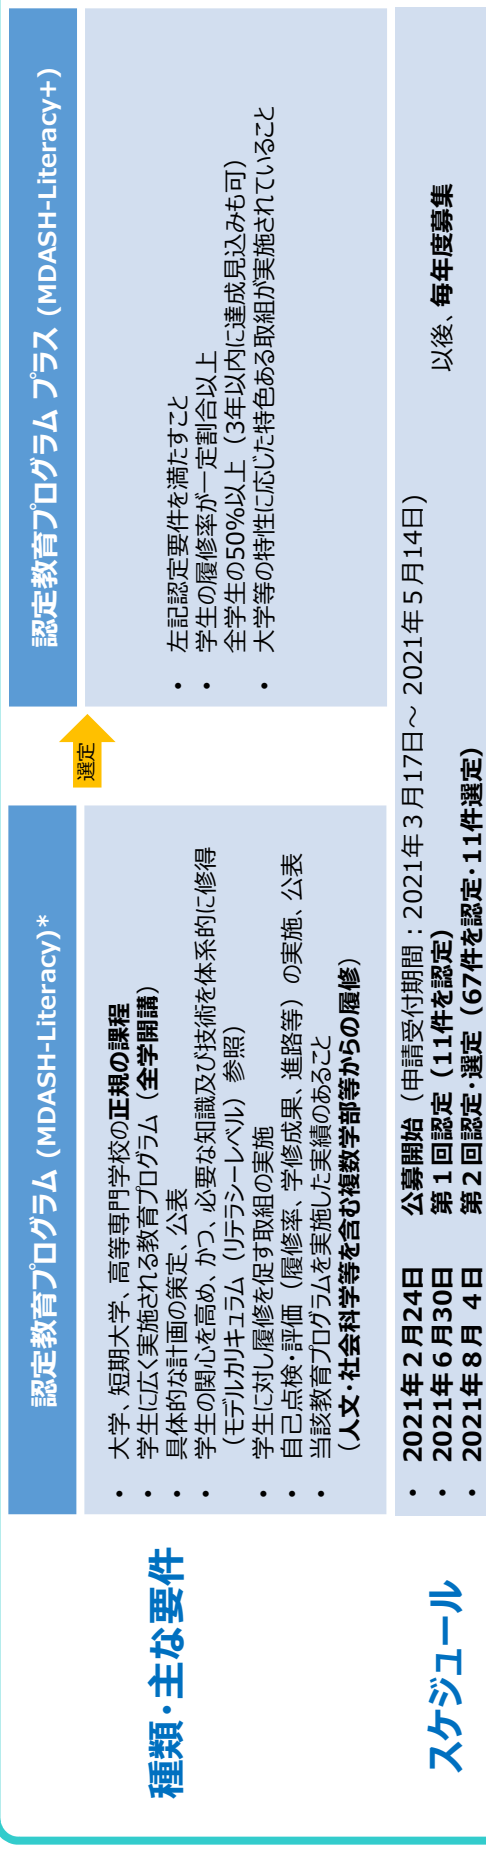 認定教育プログラム (MDASH-Literacy)*
選定
認定教育プログラム プラス (MDASH-Literacy+)
種類・主な要件
• 大学、短期大学、高等専門学校の正規の課程
• 学生に広く実施される教育プログラム（全学開講）
• 具体的な計画の策定、公表
• 学生の関心を高め、かつ、必要な知識及び技術を体系的に修得
（モデルカリキュラム（リテラシーレベル）参照）
• 学生に対し履修を促す取組の実施
• 自己点検・評価（履修率、学修成果、進路等）の実施、公表
• 当該教育プログラムを実施した実績のあること
（人文・社会科学等を含む複数学部等からの履修）
• 左記認定要件を満たすこと
• 学生の履修率が一定割合以上
全学生の50%以上（3年以内に達成見込みも可）
• 大学等の特性に応じた特色ある取組が実施されていること
スケジュール
• 2021年２月24日 公募開始（申請受付期間：2021年３月17日～ 2021年５月14日）
• 2021年６月30日 第１回認定（11件を認定） 以後、毎年度募集
• 2021年８月 ４日 第２回認定・選定（67件を認定・11件選定）